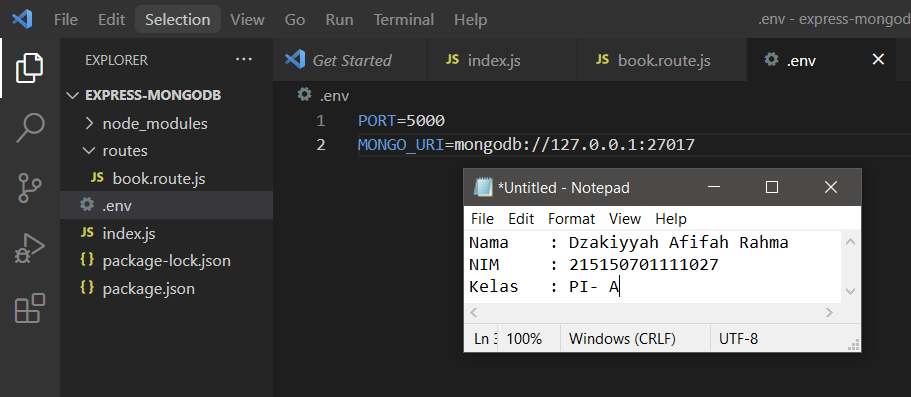 File Edit Selection View Go Run Terminal Help .env - express-mongod
EXPLORER ···
Get Started
JS index.js
JS book.route.js
.env
EXPRESS-MONGODB
node_modules
routes
JS book.route.js
.env
JS index.js
{} package-lock.json
{} package.json
.env
1 PORT=5000
2 MONGO_URI=mongodb://127.0.0.1:27017
*Untitled - Notepad
File Edit Format View Help
Nama : Dzakiyyah Afifah Rahma
NIM : 215150701111027
Kelas : PI- A
Ln 3 100% Windows (CRLF) UTF-8